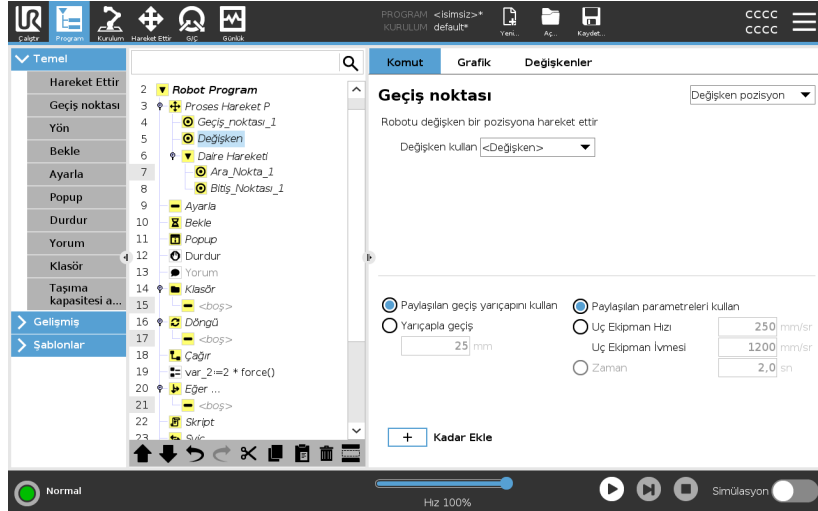 PROGRAM <isimsiz>*
KURULUM default*
CCCC
CCCC
Çalıştır
Program
Kurulum
Hareket Ettir
G/Ç
Günlük
Yeni...
Aç...
Kaydet...
Temel
Hareket Ettir
Geçiş noktası
Yön
Bekle
Ayarla
Popup
Durdur
Yorum
Klasör
Taşıma
kapasitesi a...
Gelişmiş
Şablonlar
2 Robot Program
3 Proses Hareket P
4 Geçiş_noktası_1
5 Değişken
6 Daire Hareketi
7 Ara_Nokta_1
8 Bitiş_Noktası_1
9 Ayarla
10 Bekle
11 Popup
12 Durdur
13 Yorum
14 Klasör
15 <boş>
16 Döngü
17 <boş>
18 Çağır
19 var_2:=2 * force()
20 Eğer ...
21 <boş>
22 Skript
23 Sviç
Komut
Grafik
Değişkenler
Geçiş noktası
Değişken pozisyon
Robotu değişken bir pozisyona hareket ettir
Değişken kullan <Değişken>
Paylaşılan geçiş yarıçapını kullan
Yarıçapla geçiş
25 mm
Paylaşılan parametreleri kullan
Uç Ekipman Hızı 250 mm/sn
Uç Ekipman İvmesi 1200 mm/sn
Zaman 2,0 sn
+ Kadar Ekle
Normal
Hız 100%
Simülasyon